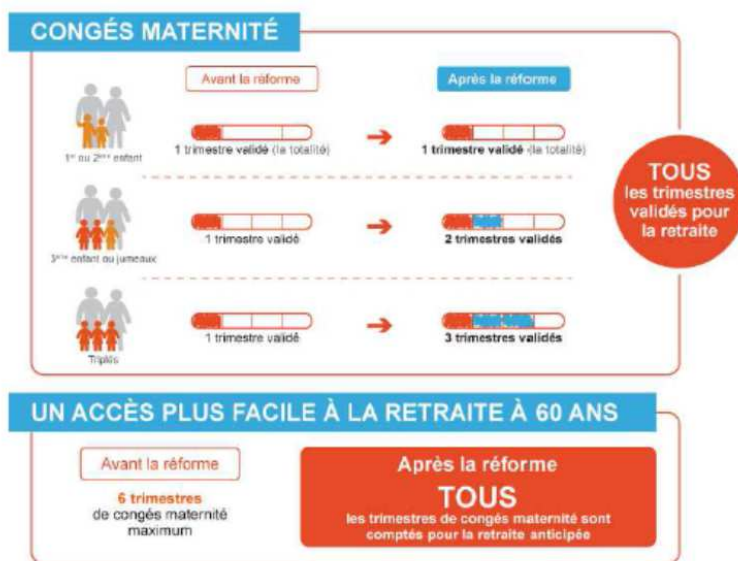 CONGÉS MATERNITÉ
Avant la réforme
Après la réforme
1er ou 2ème enfant
1 trimestre validé (la totalité)
1 trimestre validé (la totalité)
3ème enfant ou jumeaux
1 trimestre validé
2 trimestres validés
Triplés
1 trimestre validé
3 trimestres validés
TOUS
les trimestres
validés pour
la retraite
UN ACCÈS PLUS FACILE À LA RETRAITE À 60 ANS
Avant la réforme
6 trimestres
de congés maternité
maximum
Après la réforme
TOUS
les trimestres de congés maternité sont
comptés pour la retraite anticipée